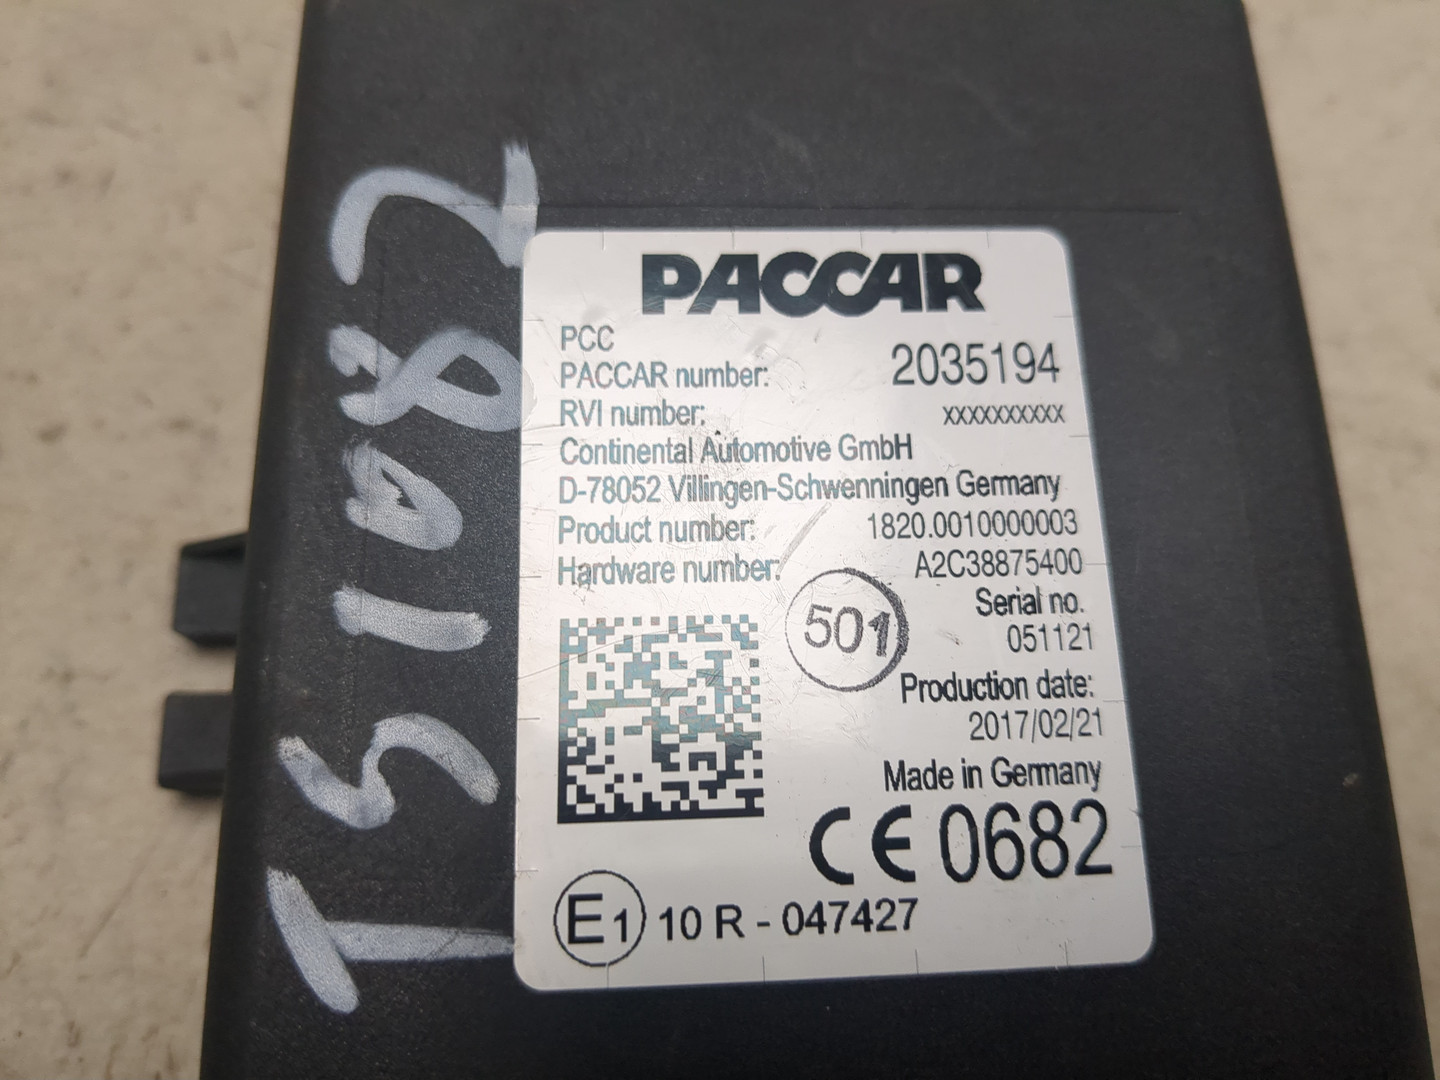 TS1082
PACCAR
PCC
PACCAR number: 2035194
RVI number: xxxxxxxxxx
Continental Automotive GmbH
D-78052 Villingen-Schwenningen Germany
Product number: 1820.0010000003
Hardware number: A2C38875400
Serial no.
501 051121
Production date:
2017/02/21
Made in Germany
CE 0682
E1 10 R - 047427